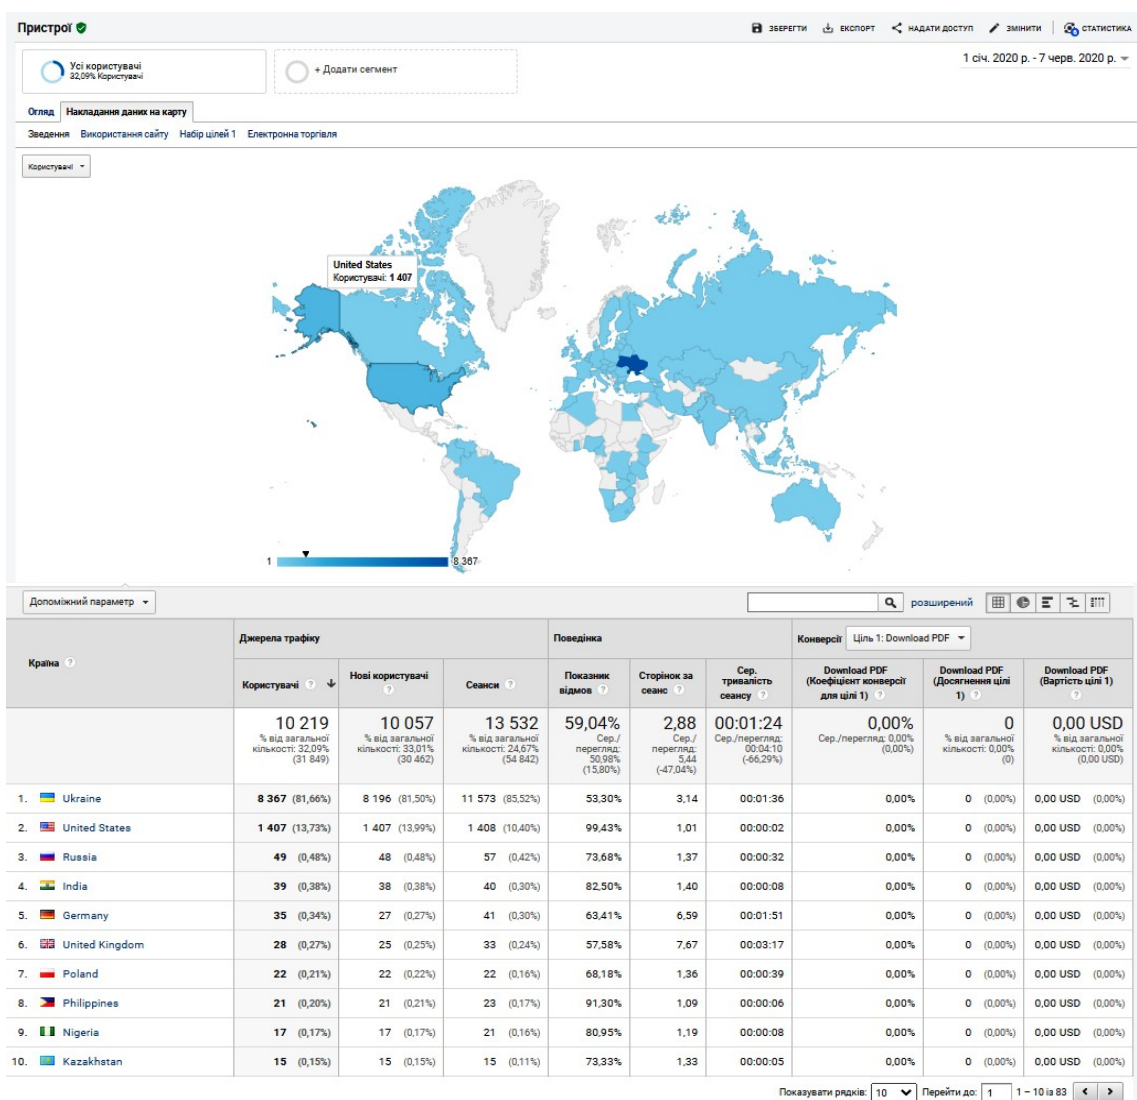 Пристрої
ЗБЕРЕГТИ ЕКСПОРТ НАДАТИ ДОСТУП ЗМІНИТИ СТАТИСТИКА
Усі користувачі
32,09% Користувачі
+ Додати сегмент
1 січ. 2020 р. - 7 черв. 2020 р.
Огляд Накладання даних на карту
Зведення Використання сайту Набір цілей 1 Електронна торгівля
Користувачі
United States
Користувачі: 1 407
1 8 367
Допоміжний параметр розширений
Країна
Джерела трафіку Поведінка Конверсії Ціль 1: Download PDF
Користувачі Нові користувачі Сеанси Показник відмов Сторінок за сеанс Сер. тривалість сеансу Download PDF (Коефіцієнт конверсії для цілі 1) Download PDF (Досягнення цілі 1) Download PDF (Вартість цілі 1)
10 219 10 057 13 532 59,04% 2,88 00:01:24 0,00% 0 0,00 USD
% від загальної кількості: 32,09% (31 849) % від загальної кількості: 33,01% (30 462) % від загальної кількості: 24,67% (54 842) Сер./перегляд: 50,98% (15,80%) Сер./перегляд: 5,44 (-47,04%) Сер./перегляд: 00:04:10 (-66,29%) Сер./перегляд: 0,00% (0,00%) % від загальної кількості: 0,00% (0) % від загальної кількості: 0,00% (0,00 USD)
1. Ukraine 8 367 (81,66%) 8 196 (81,50%) 11 573 (85,52%) 53,30% 3,14 00:01:36 0,00% 0 (0,00%) 0,00 USD (0,00%)
2. United States 1 407 (13,73%) 1 407 (13,99%) 1 408 (10,40%) 99,43% 1,01 00:00:02 0,00% 0 (0,00%) 0,00 USD (0,00%)
3. Russia 49 (0,48%) 48 (0,48%) 57 (0,42%) 73,68% 1,37 00:00:32 0,00% 0 (0,00%) 0,00 USD (0,00%)
4. India 39 (0,38%) 38 (0,38%) 40 (0,30%) 82,50% 1,40 00:00:08 0,00% 0 (0,00%) 0,00 USD (0,00%)
5. Germany 35 (0,34%) 27 (0,27%) 41 (0,30%) 63,41% 6,59 00:01:51 0,00% 0 (0,00%) 0,00 USD (0,00%)
6. United Kingdom 28 (0,27%) 25 (0,25%) 33 (0,24%) 57,58% 7,67 00:03:17 0,00% 0 (0,00%) 0,00 USD (0,00%)
7. Poland 22 (0,21%) 22 (0,22%) 22 (0,16%) 68,18% 1,36 00:00:39 0,00% 0 (0,00%) 0,00 USD (0,00%)
8. Philippines 21 (0,20%) 21 (0,21%) 23 (0,17%) 91,30% 1,09 00:00:06 0,00% 0 (0,00%) 0,00 USD (0,00%)
9. Nigeria 17 (0,17%) 17 (0,17%) 21 (0,16%) 80,95% 1,19 00:00:08 0,00% 0 (0,00%) 0,00 USD (0,00%)
10. Kazakhstan 15 (0,15%) 15 (0,15%) 15 (0,11%) 73,33% 1,33 00:00:05 0,00% 0 (0,00%) 0,00 USD (0,00%)
Показувати рядків: 10 Перейти до: 1 1 – 10 із 83